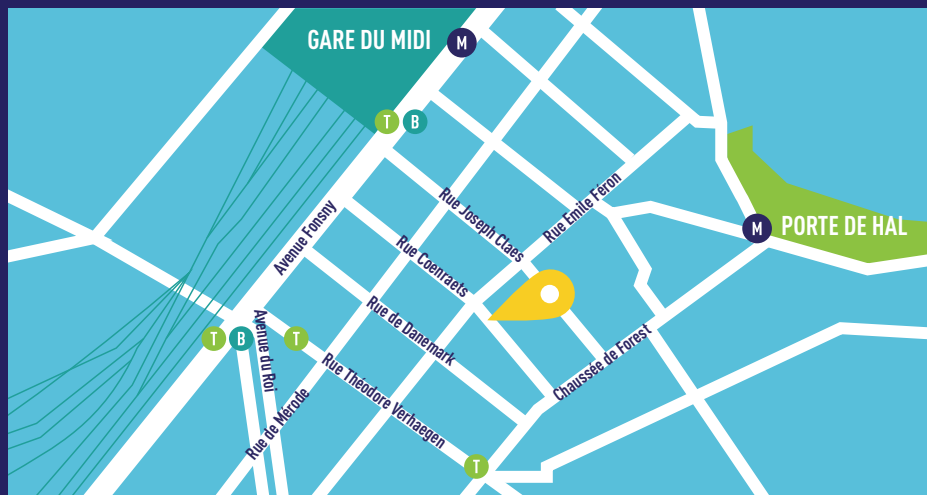 GARE DU MIDI
M
T
B
Rue Joseph Claes
Rue Emile Féron
Avenue Fonsny
Rue Coenraets
M
PORTE DE HAL
Rue de Danemark
T
B
Avenue du Roi
T
Rue Théodore Verhaegen
Chaussée de Forest
Rue de Mérode
T